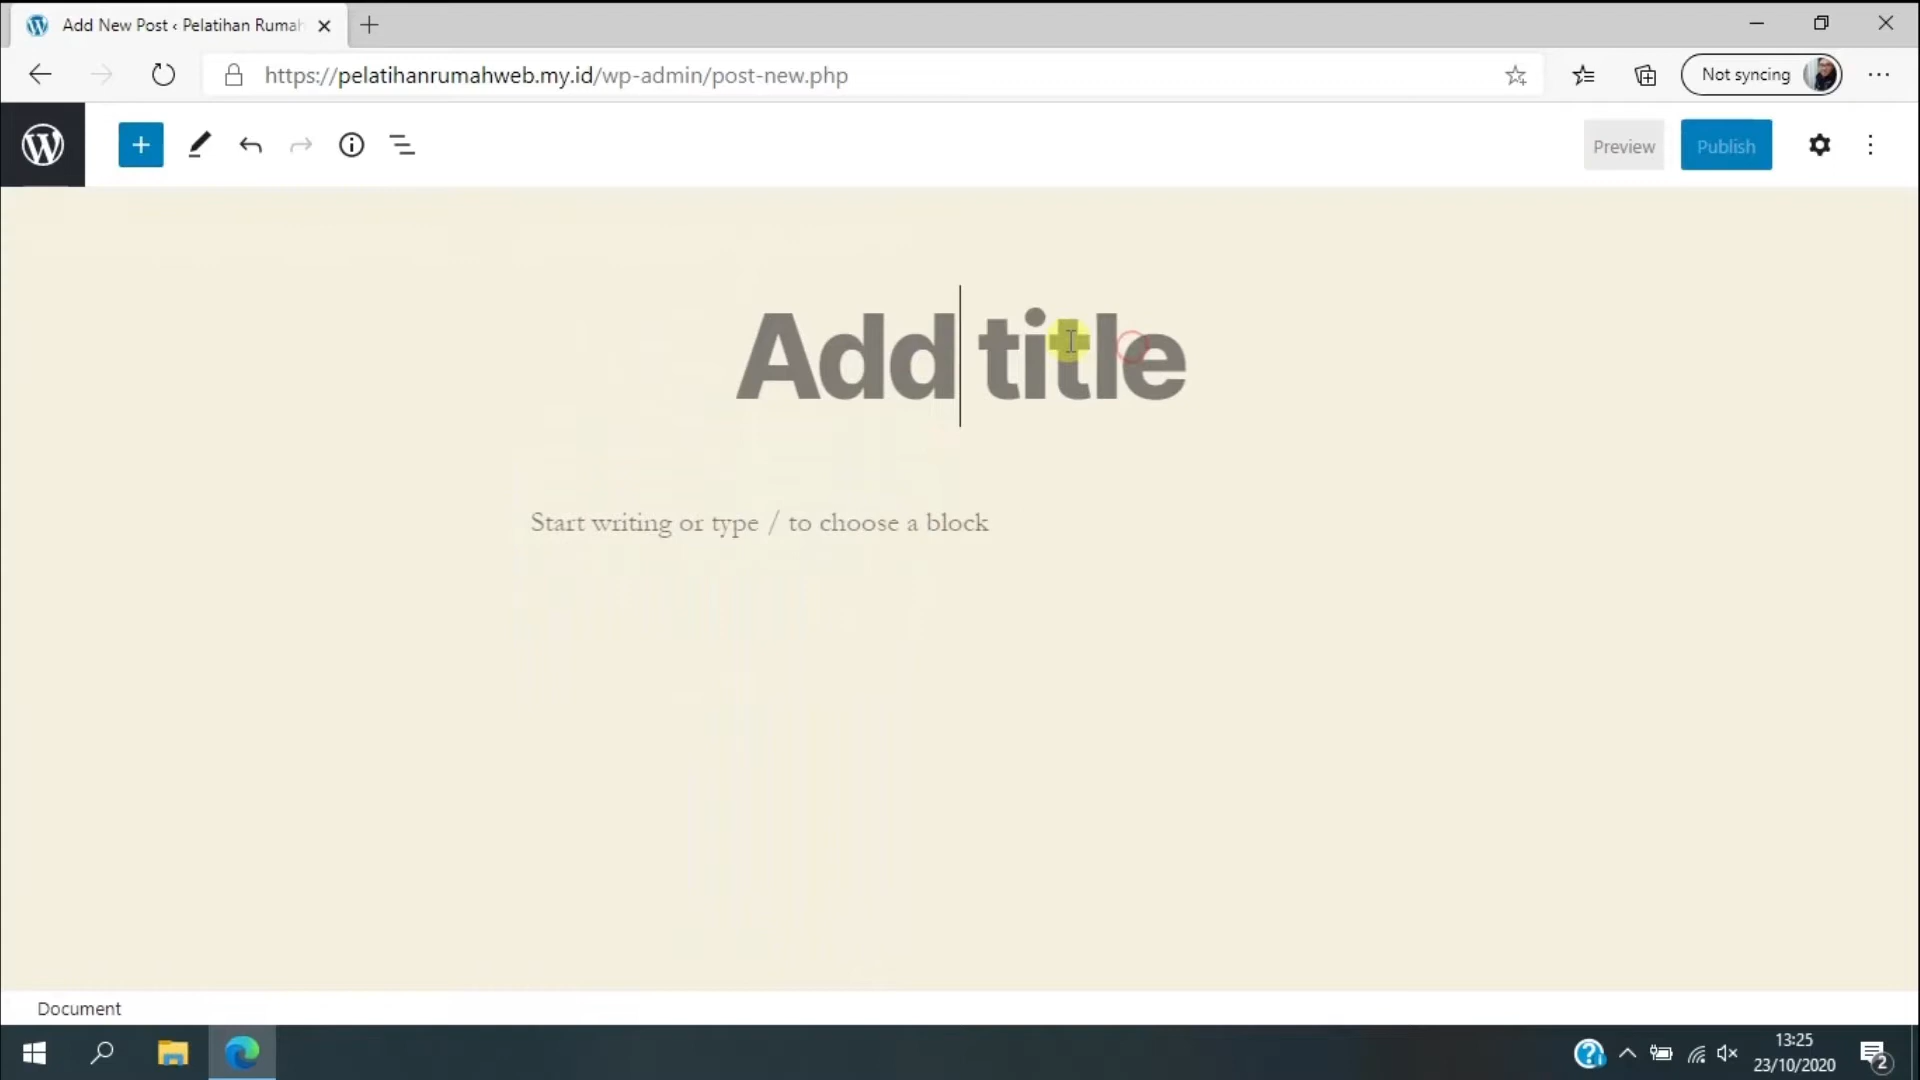 Add New Post ‹ Pelatihan Rumah
https://pelatihanrumahweb.my.id/wp-admin/post-new.php
Not syncing
Preview
Publish
Add title
Start writing or type / to choose a block
Document
13:25
23/10/2020
2